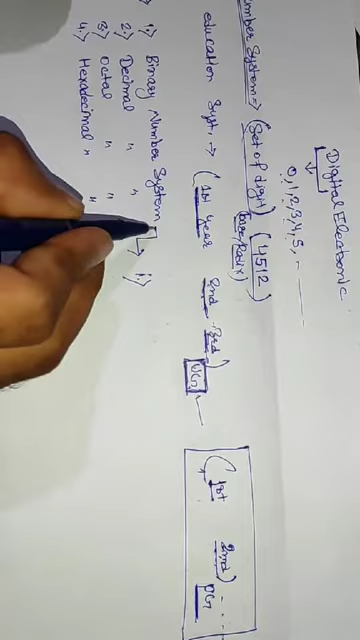 Digital Electronic
0,1,2,3,4,5, - ——
Number System => (Set of digit) [4512
(base/Radix)
education Syst. -> (1st year 2nd 3rd)
UG
(1st 2nd) - - -
PG
1.> Binary Number System
i>
2.> Decimal " "
3.> Octal " "
4.> Hexadecimal " "